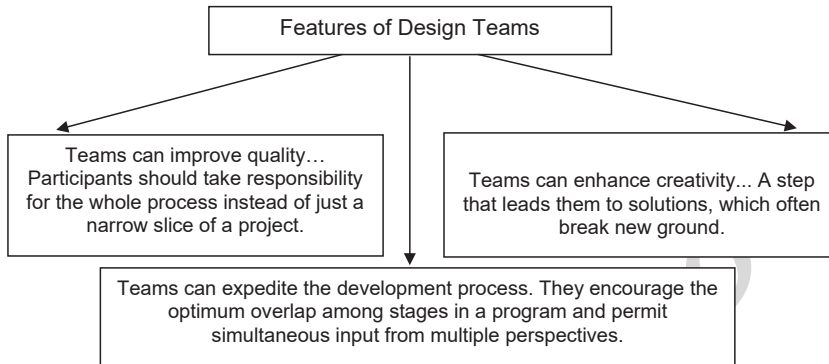 Features of Design Teams
Teams can improve quality…
Participants should take responsibility
for the whole process instead of just a
narrow slice of a project.
Teams can enhance creativity... A step
that leads them to solutions, which often
break new ground.
Teams can expedite the development process. They encourage the
optimum overlap among stages in a program and permit
simultaneous input from multiple perspectives.